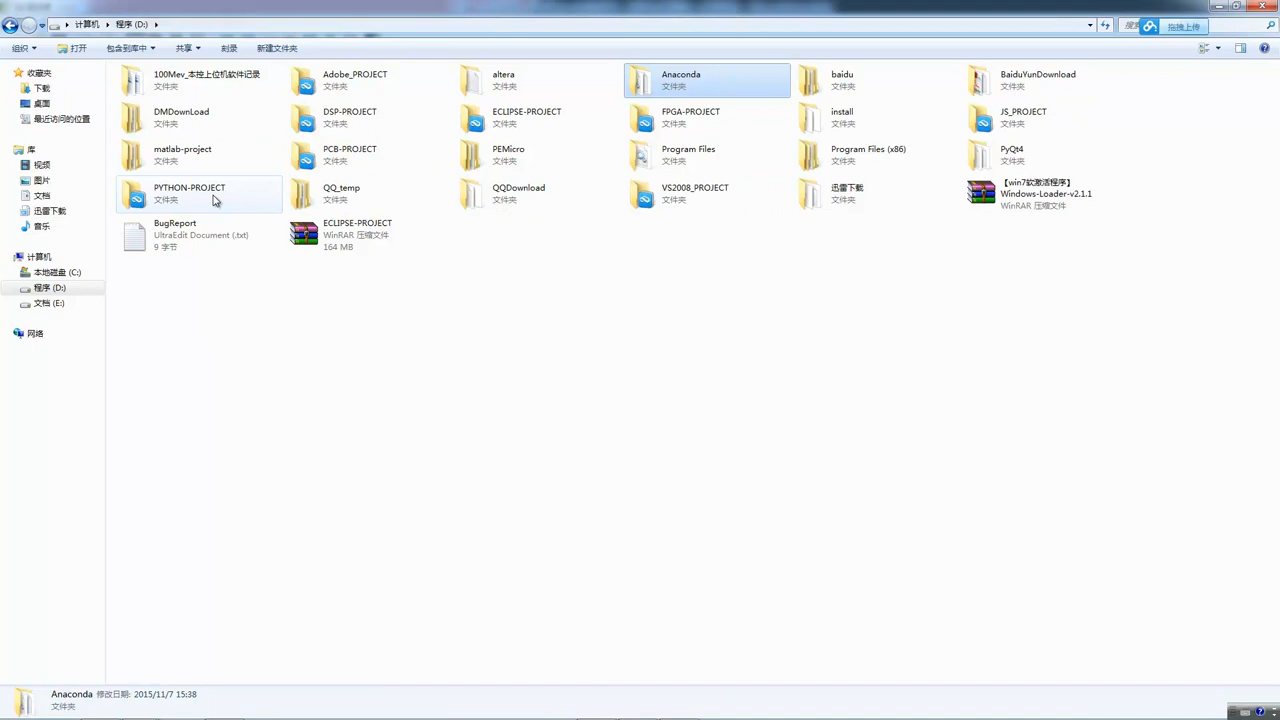 计算机 ▸ 程序 (D:) ▸
拖拽上传
组织 打开 包含到库中 共享 刻录 新建文件夹
收藏夹
下载
桌面
最近访问的位置
库
视频
图片
文档
迅雷下载
音乐
计算机
本地磁盘 (C:)
程序 (D:)
文档 (E:)
网络
100Mev_本控上位机软件记录
文件夹
Adobe_PROJECT
文件夹
altera
文件夹
Anaconda
文件夹
baidu
文件夹
BaiduYunDownload
文件夹
DMDownLoad
文件夹
DSP-PROJECT
文件夹
ECLIPSE-PROJECT
文件夹
FPGA-PROJECT
文件夹
install
文件夹
JS_PROJECT
文件夹
matlab-project
文件夹
PCB-PROJECT
文件夹
PEMicro
文件夹
Program Files
文件夹
Program Files (x86)
文件夹
PyQt4
文件夹
PYTHON-PROJECT
文件夹
QQ_temp
文件夹
QQDownload
文件夹
VS2008_PROJECT
文件夹
迅雷下载
文件夹
【win7软激活程序】
Windows-Loader-v2.1.1
WinRAR 压缩文件
BugReport
UltraEdit Document (.txt)
9 字节
ECLIPSE-PROJECT
WinRAR 压缩文件
164 MB
Anaconda 修改日期: 2015/11/7 15:38
文件夹